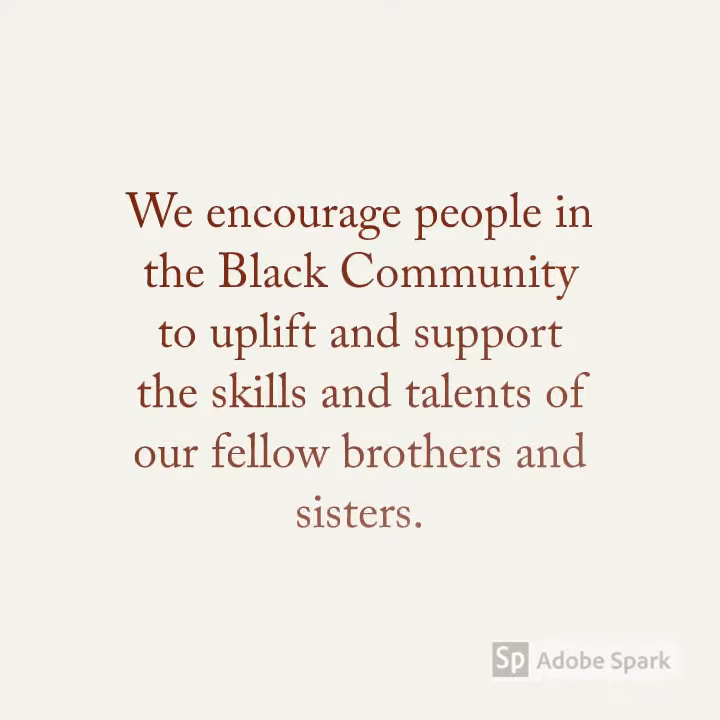 We encourage people in
the Black Community
to uplift and support
the skills and talents of
our fellow brothers and
sisters.
Sp Adobe Spark